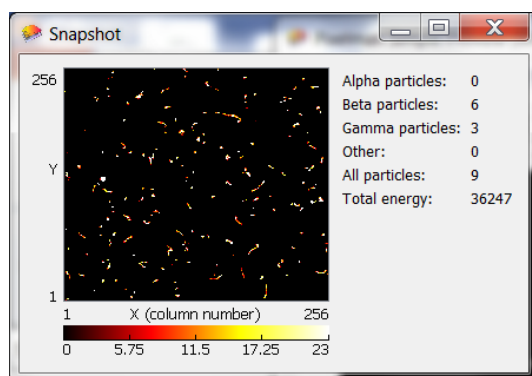 Snapshot
256
Y
1
1 X (column number) 256
0 5.75 11.5 17.25 23
Alpha particles: 0
Beta particles: 6
Gamma particles: 3
Other: 0
All particles: 9
Total energy: 36247